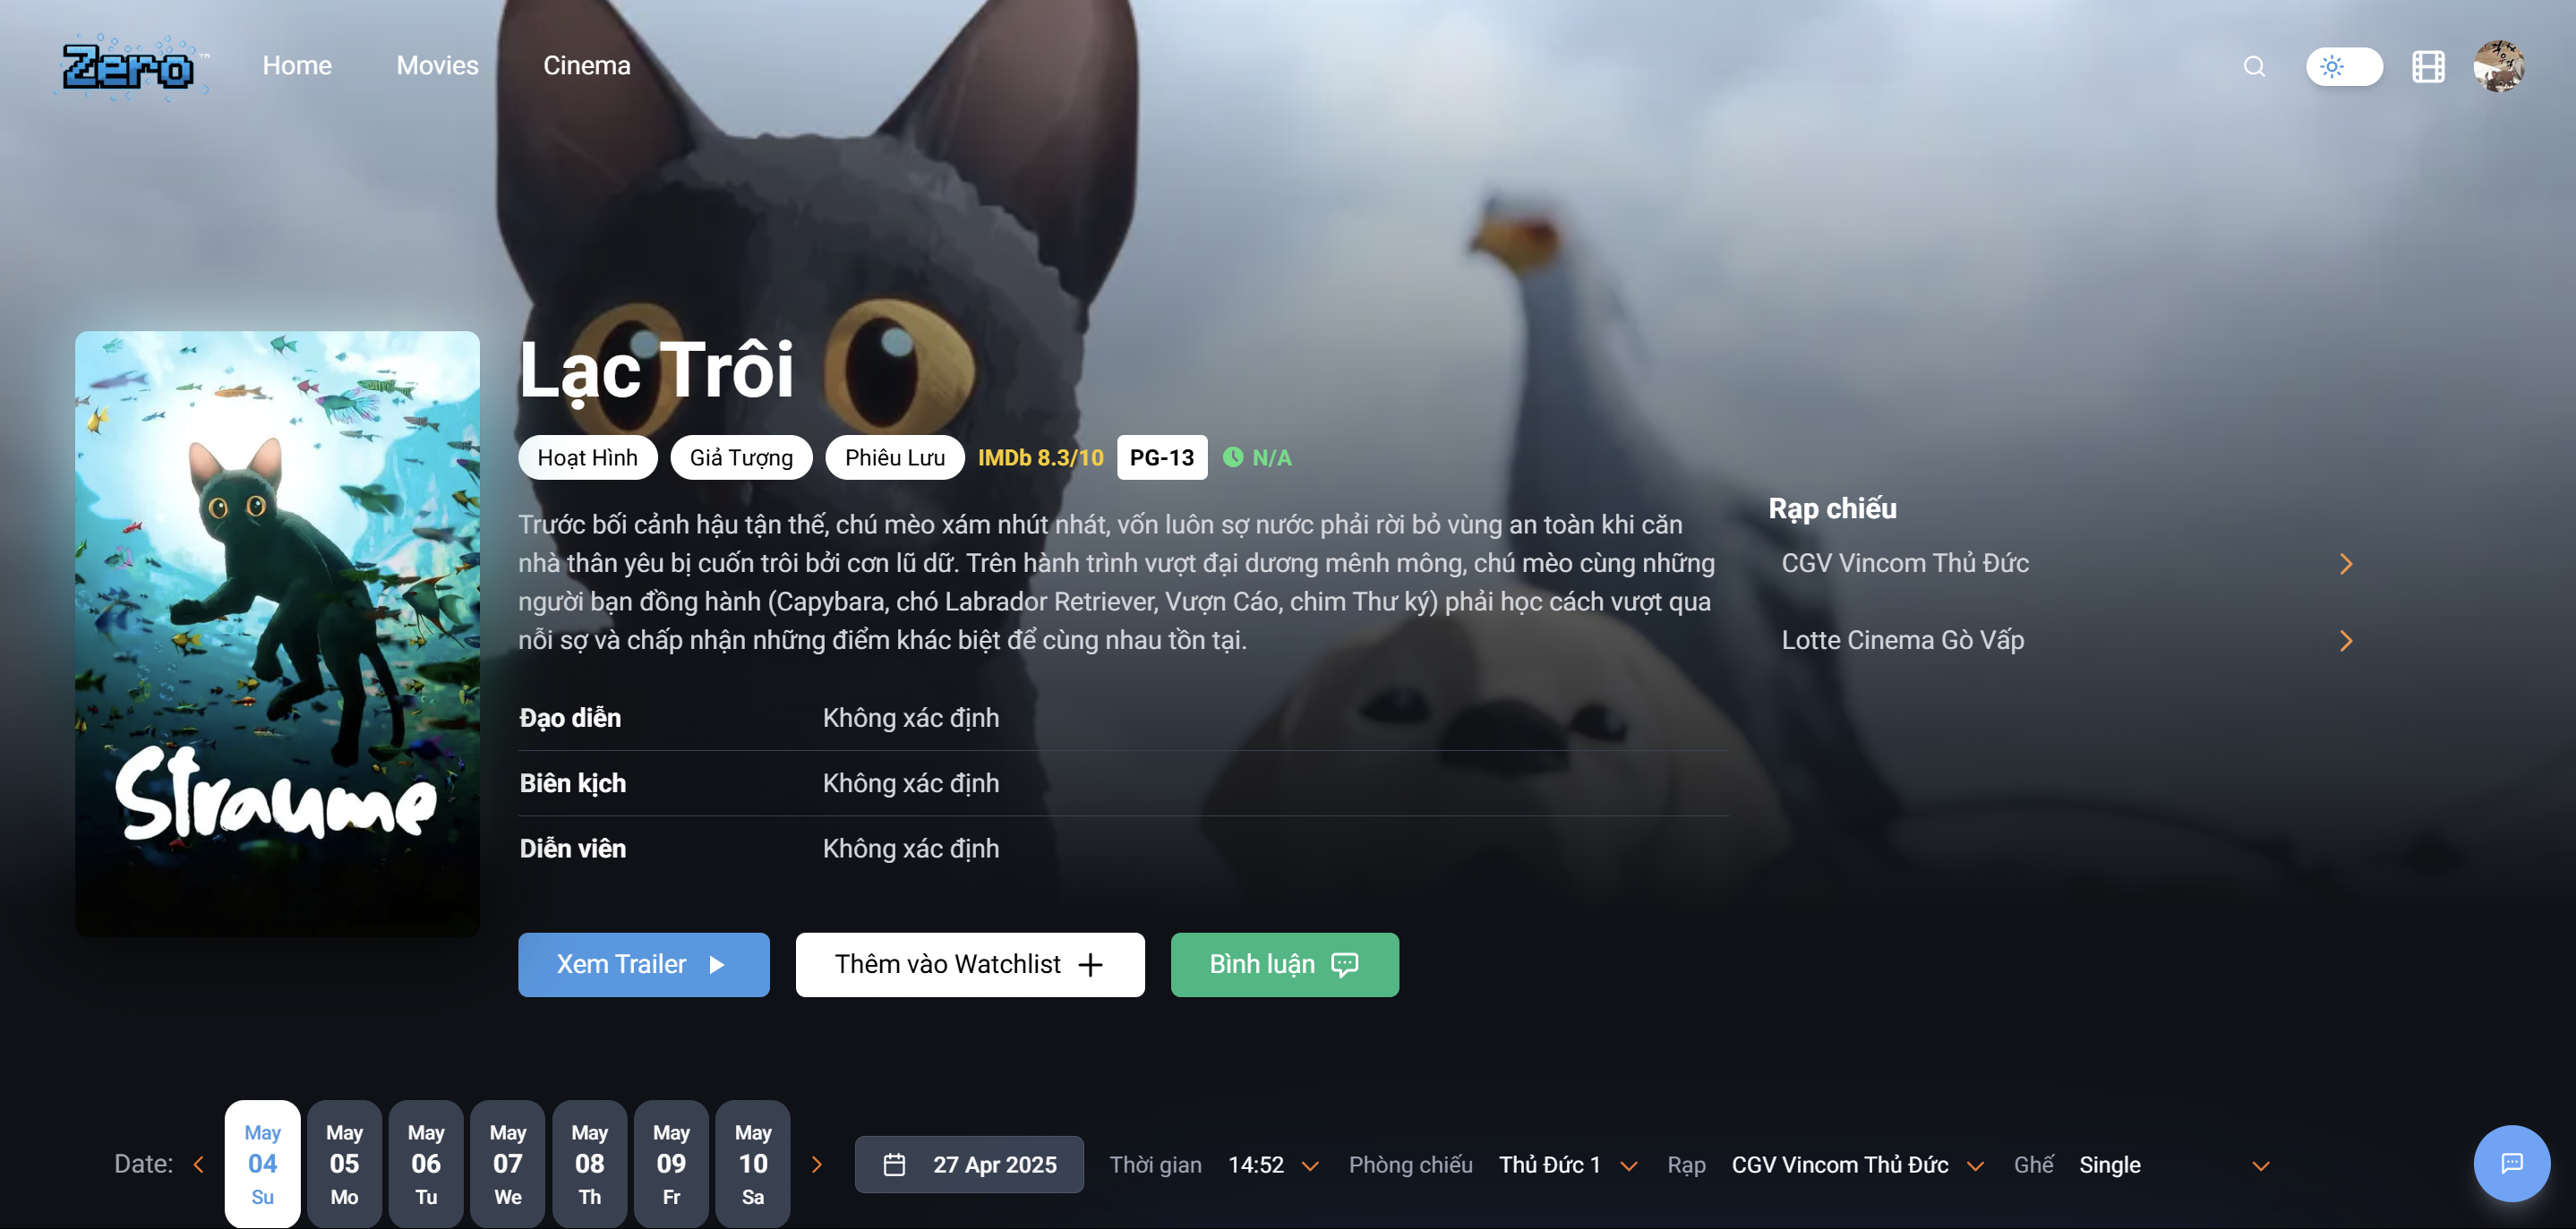 Zero™
Home
Movies
Cinema
Lạc Trôi
Hoạt Hình
Giả Tượng
Phiêu Lưu
IMDb 8.3/10
PG-13
N/A
Trước bối cảnh hậu tận thế, chú mèo xám nhút nhát, vốn luôn sợ nước phải rời bỏ vùng an toàn khi căn
nhà thân yêu bị cuốn trôi bởi cơn lũ dữ. Trên hành trình vượt đại dương mênh mông, chú mèo cùng những
người bạn đồng hành (Capybara, chó Labrador Retriever, Vượn Cáo, chim Thư ký) phải học cách vượt qua
nỗi sợ và chấp nhận những điểm khác biệt để cùng nhau tồn tại.
Rạp chiếu
CGV Vincom Thủ Đức
Lotte Cinema Gò Vấp
Straume
Đạo diễn Không xác định
Biên kịch Không xác định
Diễn viên Không xác định
Xem Trailer
Thêm vào Watchlist
Bình luận
Date:
May
04
Su
May
05
Mo
May
06
Tu
May
07
We
May
08
Th
May
09
Fr
May
10
Sa
27 Apr 2025
Thời gian 14:52
Phòng chiếu Thủ Đức 1
Rạp CGV Vincom Thủ Đức
Ghế Single